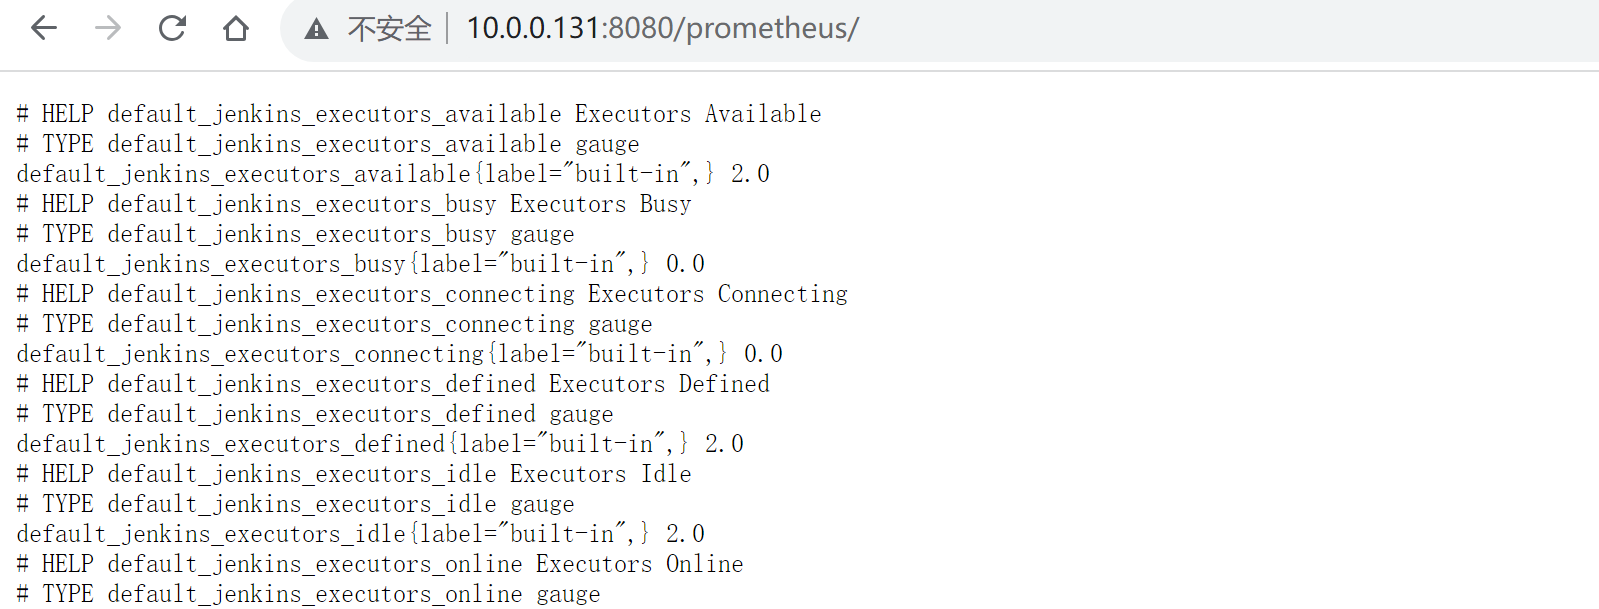 不安全 10.0.0.131:8080/prometheus/
# HELP default_jenkins_executors_available Executors Available
# TYPE default_jenkins_executors_available gauge
default_jenkins_executors_available{label="built-in",} 2.0
# HELP default_jenkins_executors_busy Executors Busy
# TYPE default_jenkins_executors_busy gauge
default_jenkins_executors_busy{label="built-in",} 0.0
# HELP default_jenkins_executors_connecting Executors Connecting
# TYPE default_jenkins_executors_connecting gauge
default_jenkins_executors_connecting{label="built-in",} 0.0
# HELP default_jenkins_executors_defined Executors Defined
# TYPE default_jenkins_executors_defined gauge
default_jenkins_executors_defined{label="built-in",} 2.0
# HELP default_jenkins_executors_idle Executors Idle
# TYPE default_jenkins_executors_idle gauge
default_jenkins_executors_idle{label="built-in",} 2.0
# HELP default_jenkins_executors_online Executors Online
# TYPE default_jenkins_executors_online gauge